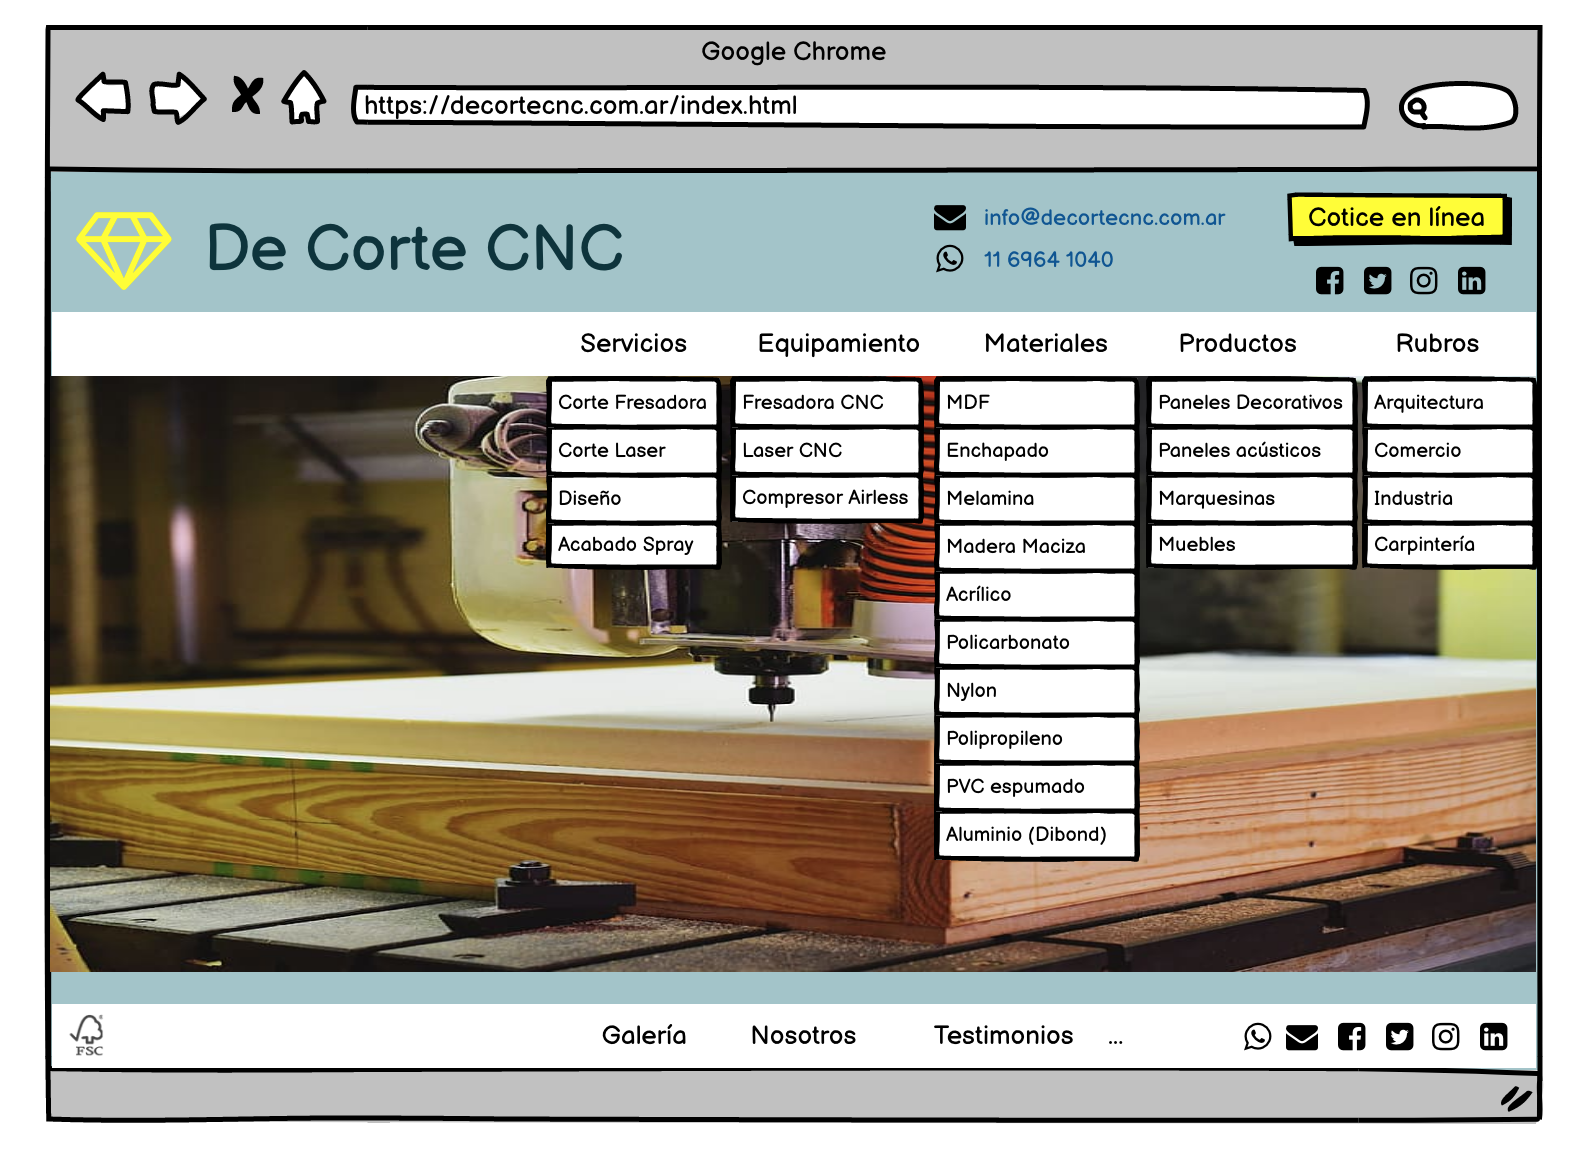 Google Chrome
https://decortecnc.com.ar/index.html
De Corte CNC
info@decortecnc.com.ar
11 6964 1040
Cotice en línea
Servicios
Equipamiento
Materiales
Productos
Rubros
Corte Fresadora
Corte Laser
Diseño
Acabado Spray
Fresadora CNC
Laser CNC
Compresor Airless
MDF
Enchapado
Melamina
Madera Maciza
Acrílico
Policarbonato
Nylon
Polipropileno
PVC espumado
Aluminio (Dibond)
Paneles Decorativos
Paneles acústicos
Marquesinas
Muebles
Arquitectura
Comercio
Industria
Carpintería
FSC
Galería
Nosotros
Testimonios
...